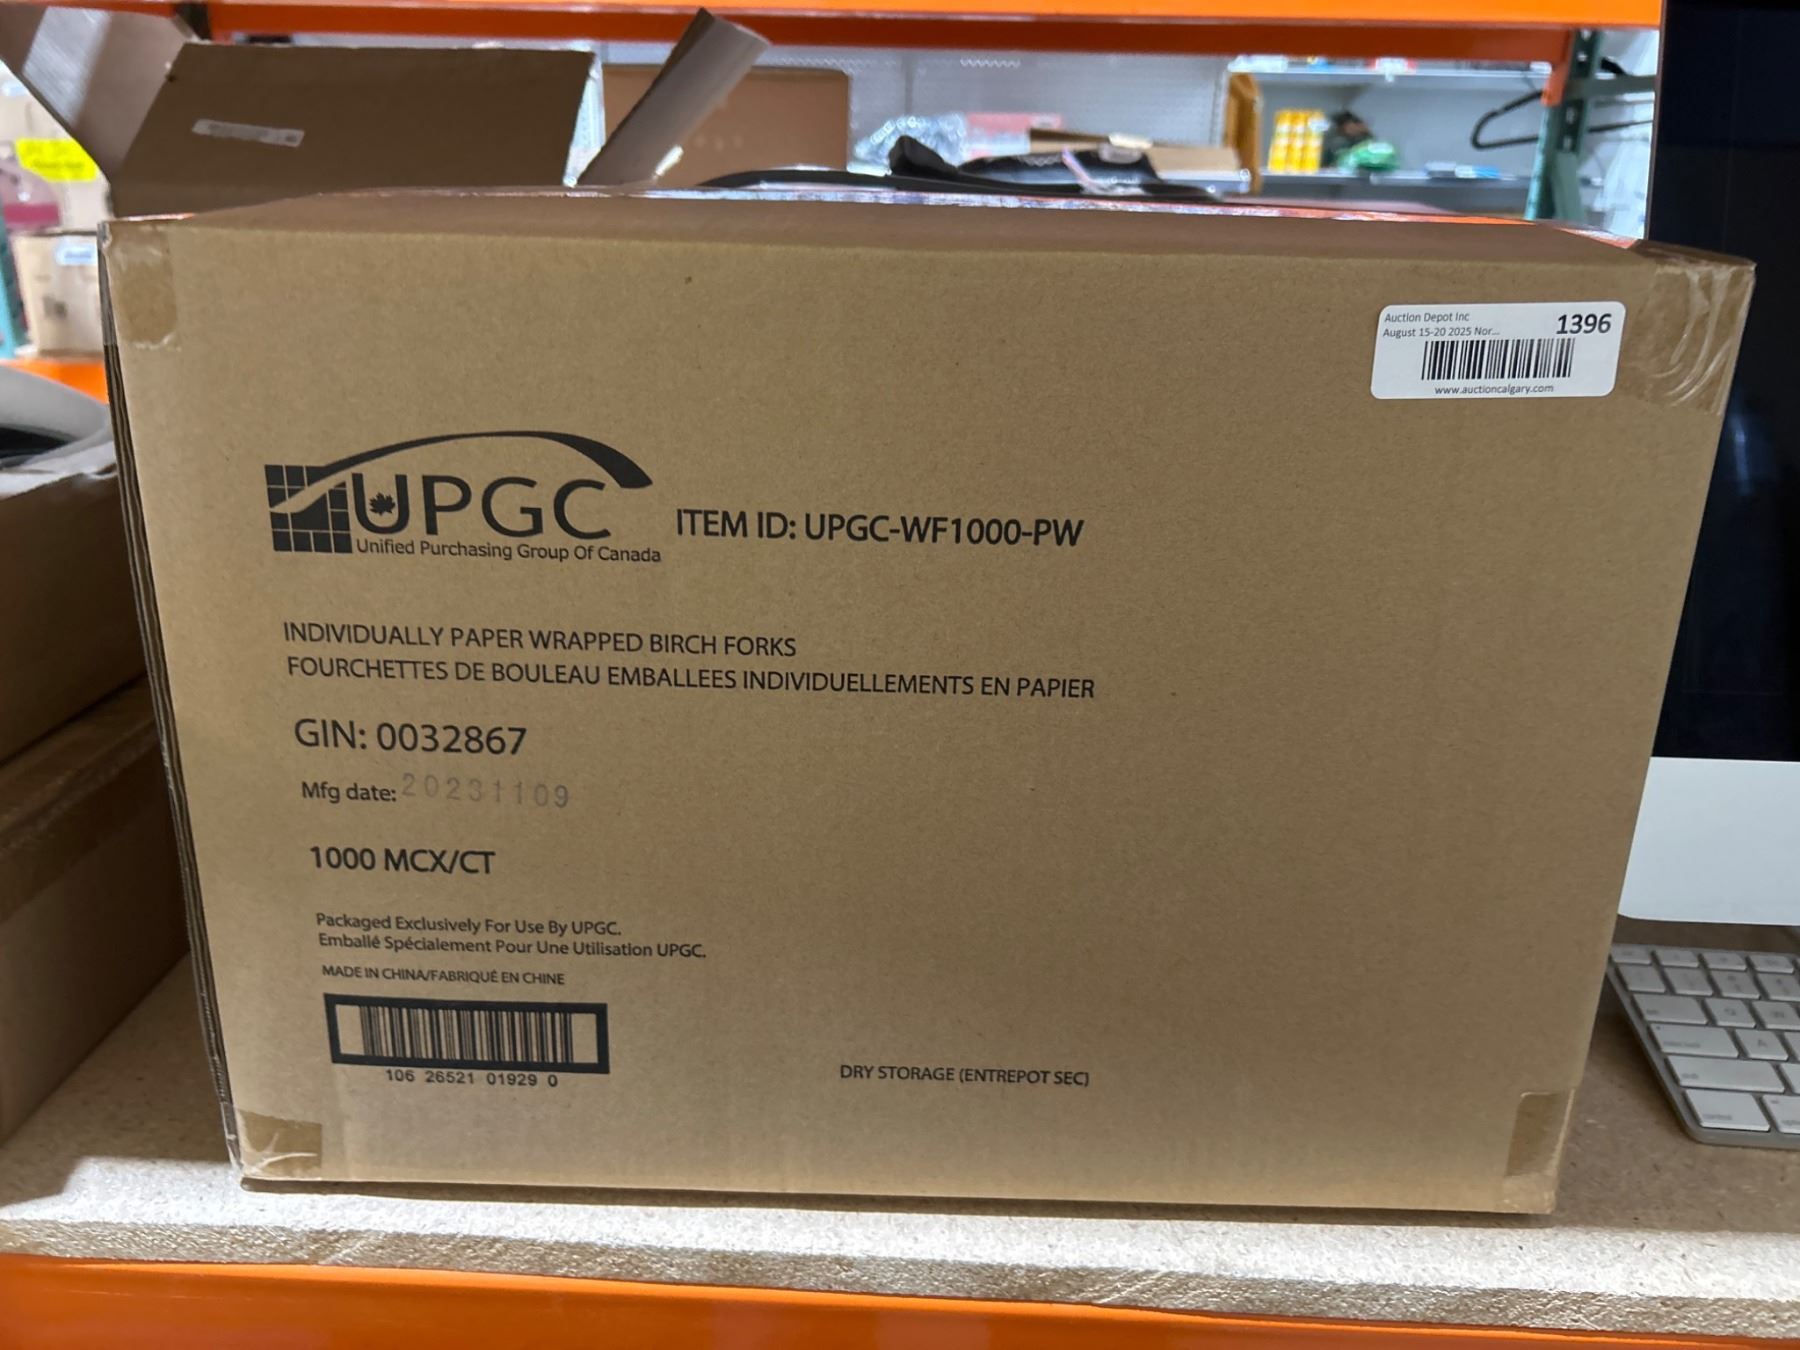 Auction Depot Inc
August 15-20 2025 Nor...
1396
www.auctioncalgary.com
UPGC
Unified Purchasing Group Of Canada
ITEM ID: UPGC-WF1000-PW
INDIVIDUALLY PAPER WRAPPED BIRCH FORKS
FOURCHETTES DE BOULEAU EMBALLEES INDIVIDUELLEMENTS EN PAPIER
GIN: 0032867
Mfg date: 20231109
1000 MCX/CT
Packaged Exclusively For Use By UPGC.
Emballé Spécialement Pour Une Utilisation UPGC.
MADE IN CHINA/FABRIQUÉ EN CHINE
106 26521 01929 0
DRY STORAGE (ENTREPOT SEC)